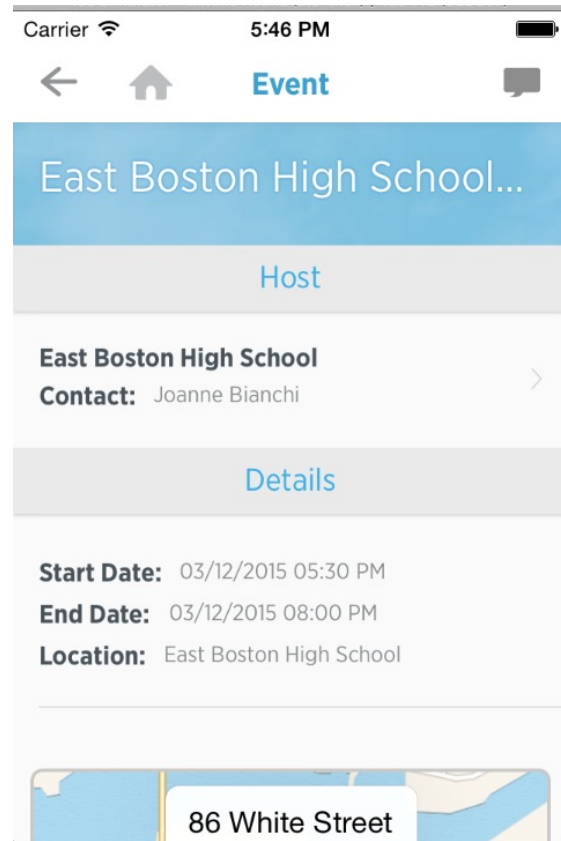 Carrier 5:46 PM
Event
East Boston High School...
Host
East Boston High School
Contact: Joanne Bianchi
Details
Start Date: 03/12/2015 05:30 PM
End Date: 03/12/2015 08:00 PM
Location: East Boston High School
86 White Street